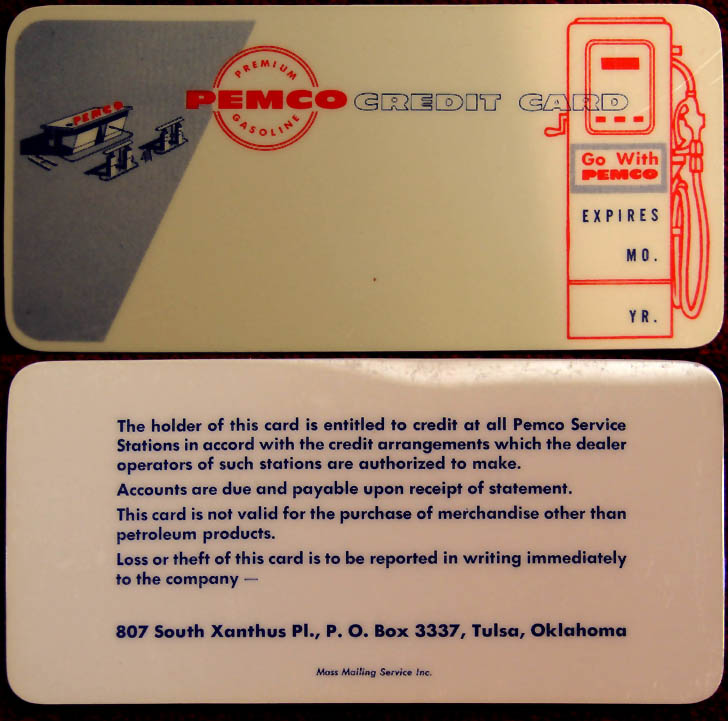 PREMIUM
PEMCO CREDIT CARD
GASOLINE
PEMCO
Go With
PEMCO
EXPIRES
MO.
YR.
The holder of this card is entitled to credit at all Pemco Service
Stations in accord with the credit arrangements which the dealer
operators of such stations are authorized to make.
Accounts are due and payable upon receipt of statement.
This card is not valid for the purchase of merchandise other than
petroleum products.
Loss or theft of this card is to be reported in writing immediately
to the company —
807 South Xanthus Pl., P. O. Box 3337, Tulsa, Oklahoma
Mass Mailing Service Inc.